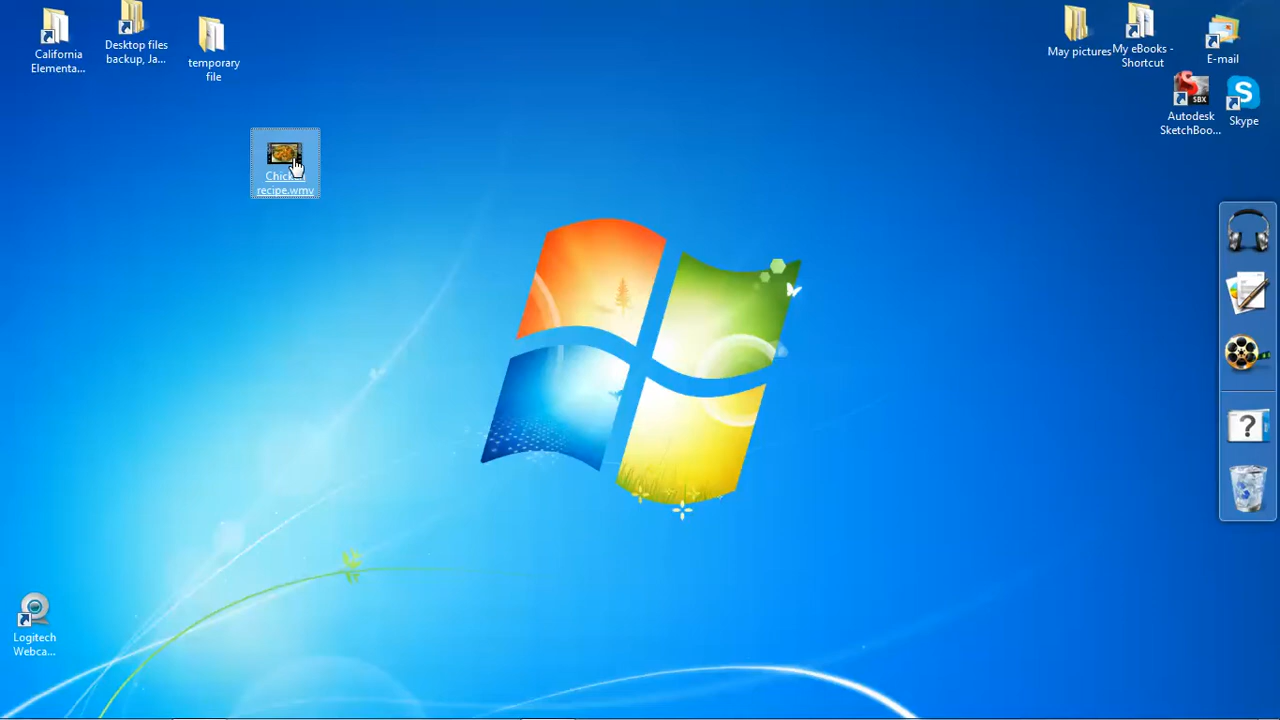 California
Elementa...
Desktop files
backup, Ja...
temporary
file
May pictures
My eBooks -
Shortcut
E-mail
Autodesk
SketchBoo...
SBX
Skype
S
recipe.wmv
?
Logitech
Webca...